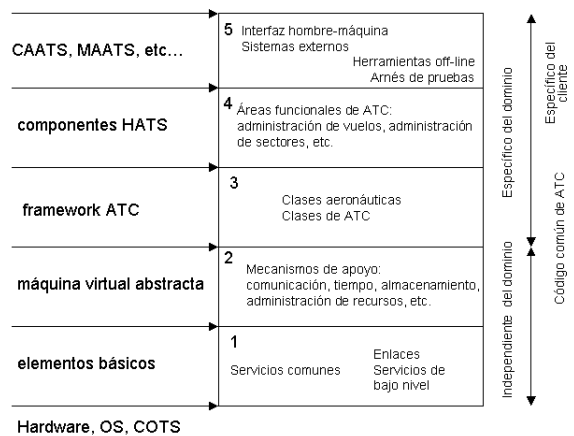 CAATS, MAATS, etc...
5 Interfaz hombre-máquina
Sistemas externos
Herramientas off-line
Arnés de pruebas
componentes HATS
4 Áreas funcionales de ATC:
administración de vuelos, administración
de sectores, etc.
framework ATC
3
Clases aeronáuticas
Clases de ATC
máquina virtual abstracta
2
Mecanismos de apoyo:
comunicación, tiempo, almacenamiento,
administración de recursos, etc.
elementos básicos
1
Servicios comunes
Enlaces
Servicios de
bajo nivel
Hardware, OS, COTS
Específico del dominio
Independiente del dominio
Específico del
cliente
Código común de ATC